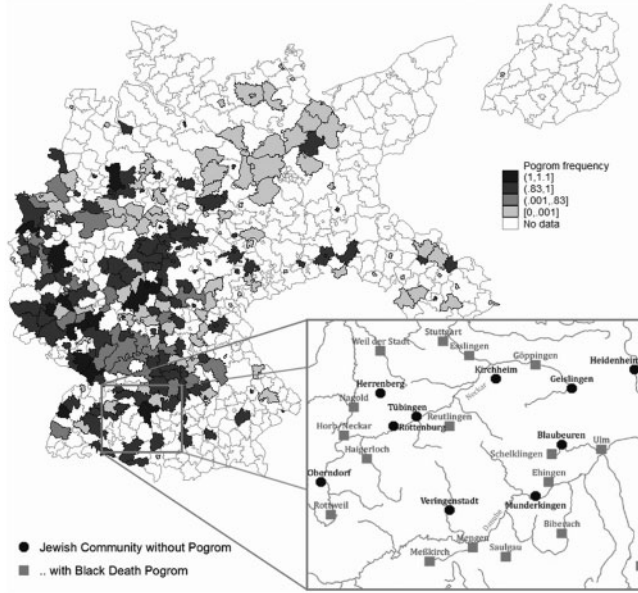 Pogrom frequency
(1,1.1]
(.83,1]
(.001,.83]
[0,.001]
No data
Stuttgart
Weil der Stadt
Esslingen
Göppingen
Heidenheim
Kirchheim
Neckar
Herrenberg
Geislingen
Nagold
Tübingen
Reutlingen
Horb/Neckar
Rottenburg
Blaubeuren
Ulm
Schelklingen
Haigerloch
Ehingen
Oberndorf
Munderkingen
Rottweil
Veringenstadt
Biberach
Mengen
Saulgau
Meßkirch
Jewish Community without Pogrom
.. with Black Death Pogrom